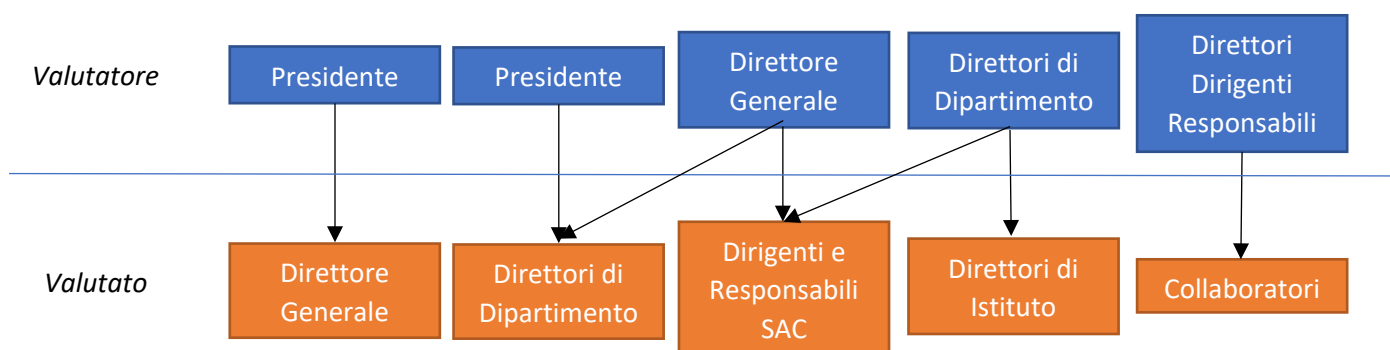 Valutatore
Presidente
Presidente
Direttore
Generale
Direttori di
Dipartimento
Direttori
Dirigenti
Responsabili
Valutato
Direttore
Generale
Direttori di
Dipartimento
Dirigenti e
Responsabili
SAC
Direttori di
Istituto
Collaboratori